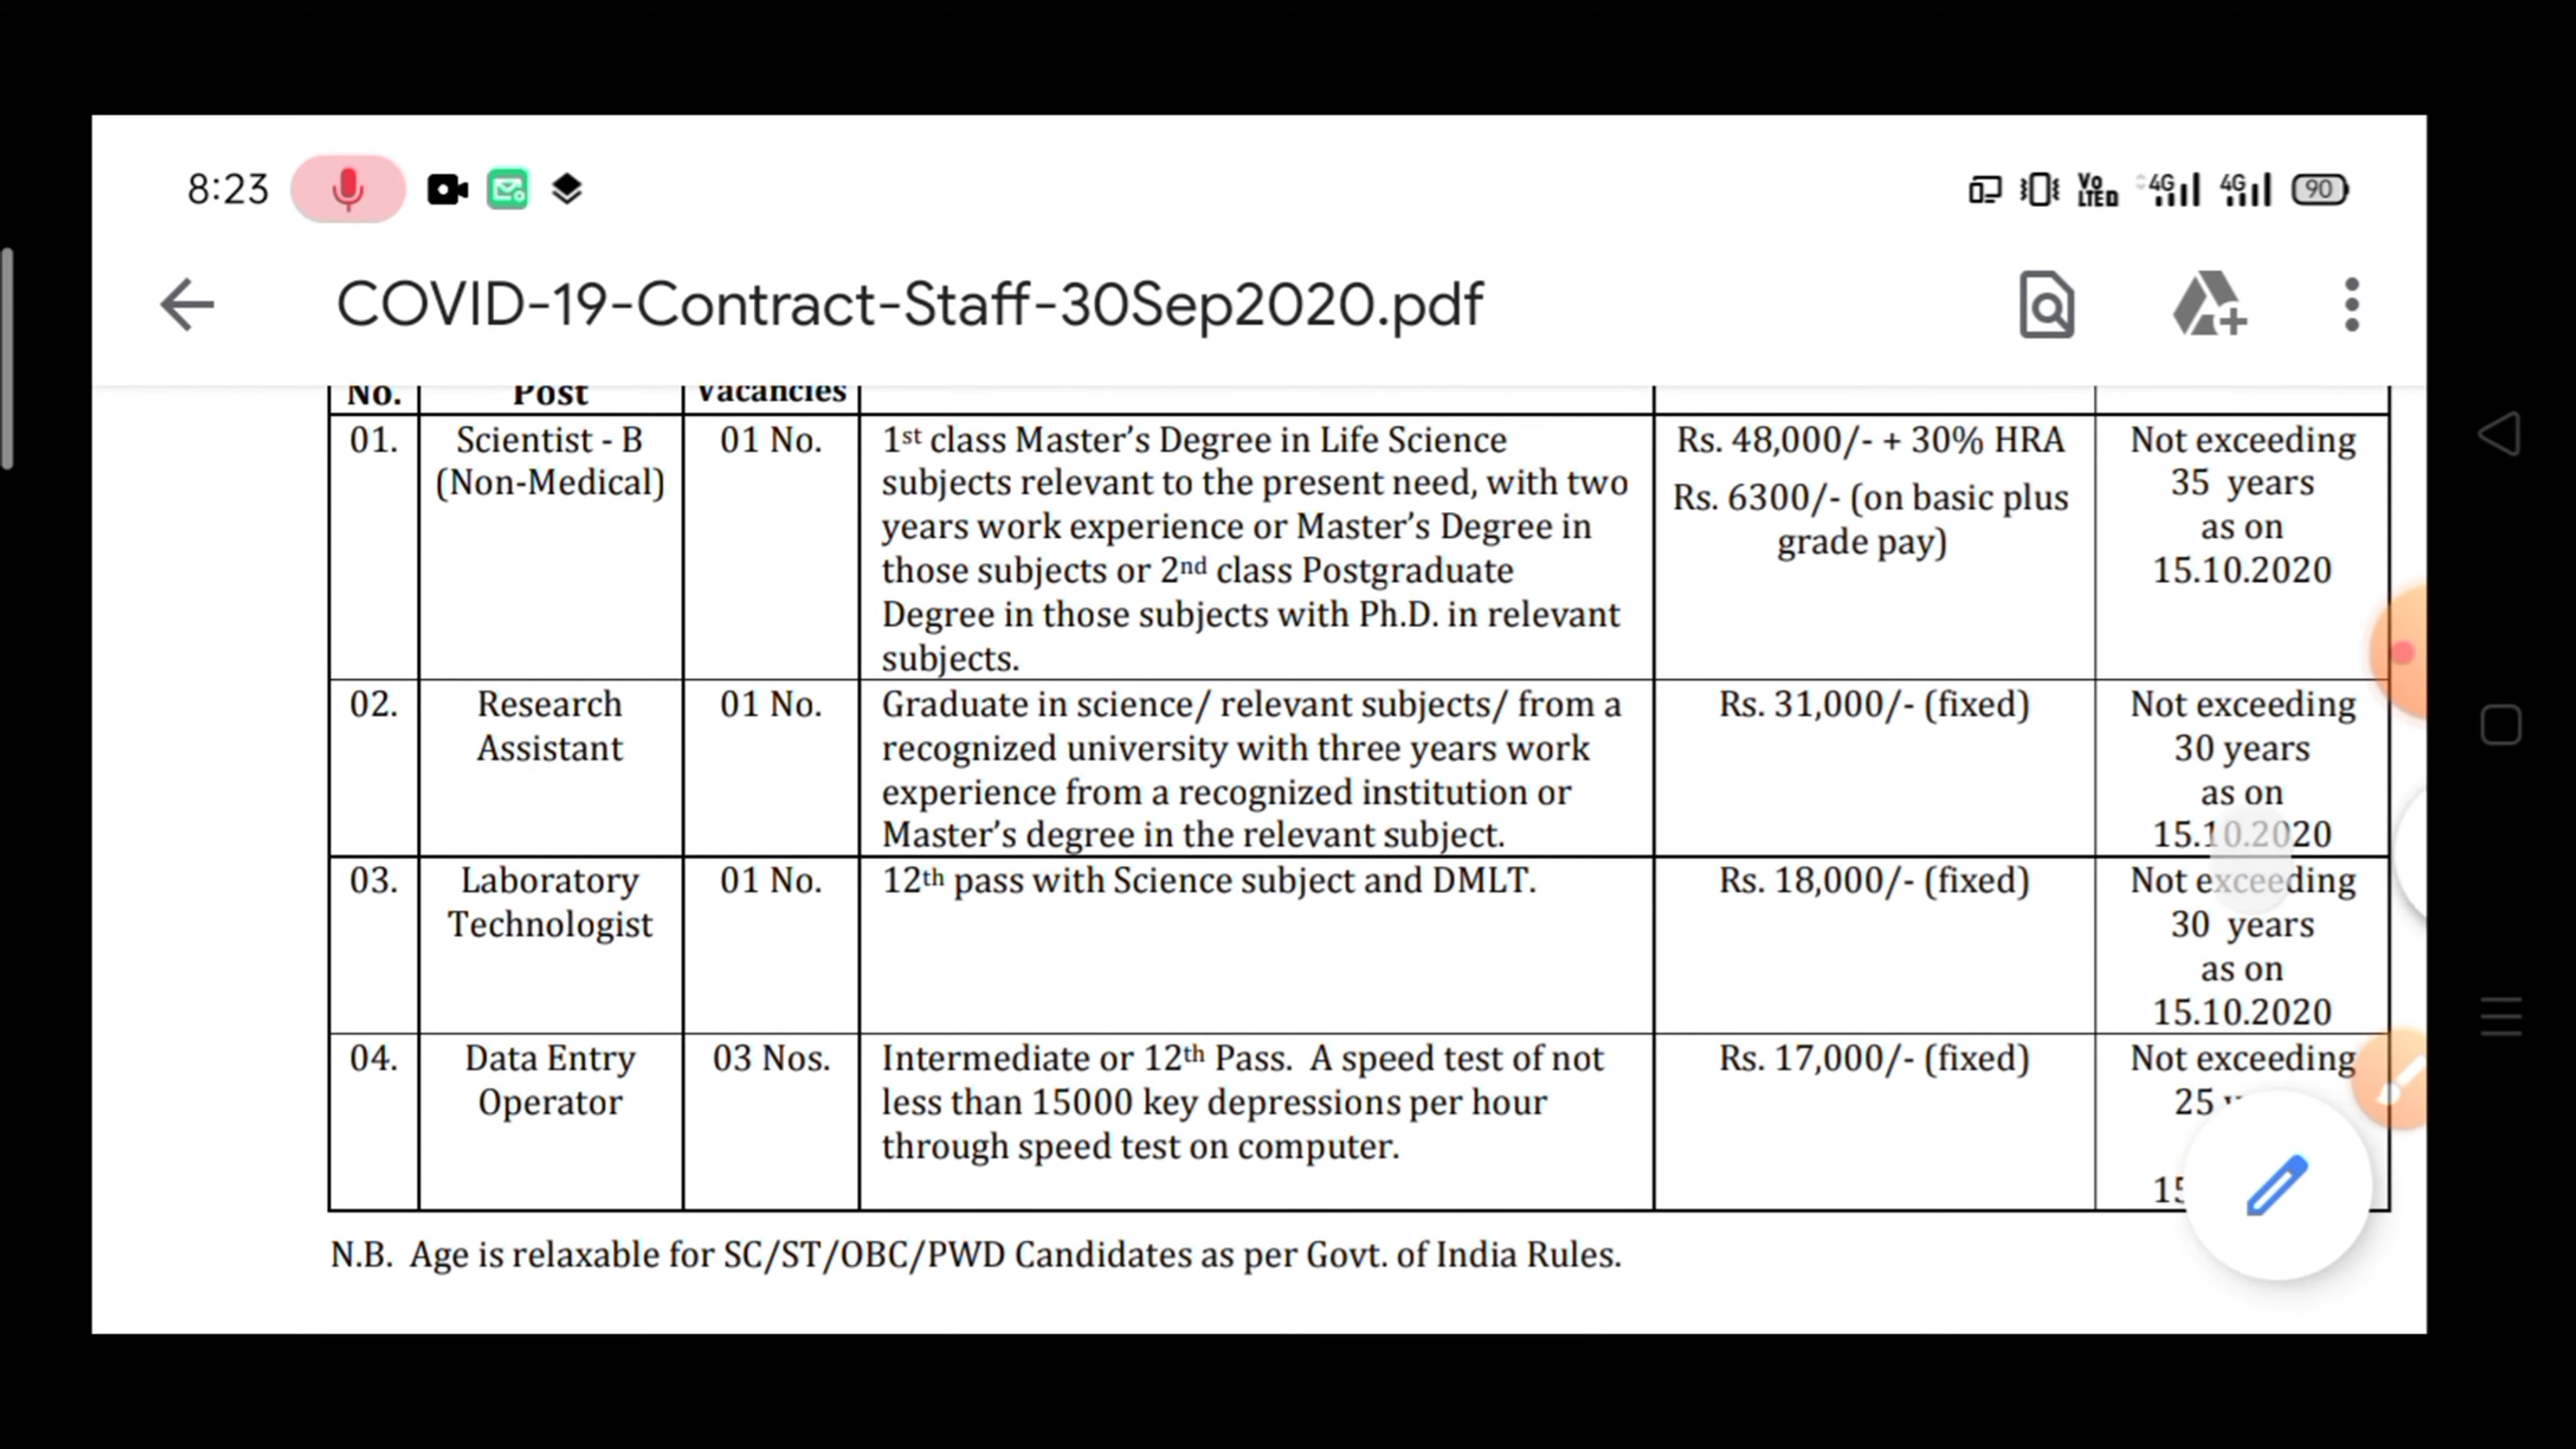 8:23
Vo LTE 4G 4G 90
COVID-19-Contract-Staff-30Sep2020.pdf
No. Post Vacancies
01. Scientist - B 01 No. 1st class Master's Degree in Life Science Rs. 48,000/- + 30% HRA Not exceeding
(Non-Medical) subjects relevant to the present need, with two Rs. 6300/- (on basic plus 35 years
years work experience or Master's Degree in grade pay) as on
those subjects or 2nd class Postgraduate 15.10.2020
Degree in those subjects with Ph.D. in relevant
subjects.
02. Research 01 No. Graduate in science/ relevant subjects/ from a Rs. 31,000/- (fixed) Not exceeding
Assistant recognized university with three years work 30 years
experience from a recognized institution or as on
Master's degree in the relevant subject. 15.10.2020
03. Laboratory 01 No. 12th pass with Science subject and DMLT. Rs. 18,000/- (fixed) Not exceeding
Technologist 30 years
as on
15.10.2020
04. Data Entry 03 Nos. Intermediate or 12th Pass. A speed test of not Rs. 17,000/- (fixed) Not exceeding
Operator less than 15000 key depressions per hour 25
through speed test on computer.
N.B. Age is relaxable for SC/ST/OBC/PWD Candidates as per Govt. of India Rules.